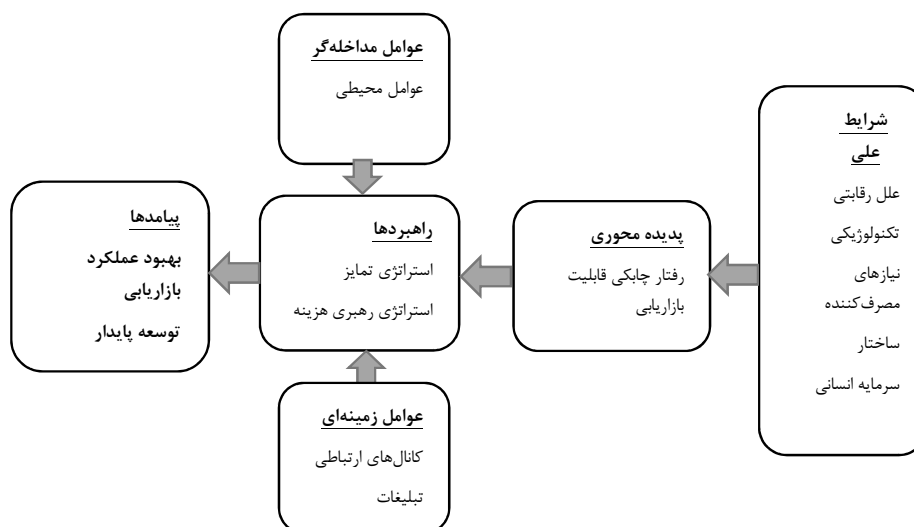 عوامل مداخله‌گر
عوامل محیطی
شرایط
علی
علل رقابتی
تکنولوژیکی
نیازهای
مصرف‌کننده
ساختار
سرمایه انسانی
پدیده محوری
رفتار چابکی قابلیت
بازاریابی
راهبردها
استراتژی تمایز
استراتژی رهبری هزینه
پیامدها
بهبود عملکرد
بازاریابی
توسعه پایدار
عوامل زمینه‌ای
کانال‌های ارتباطی
تبلیغات